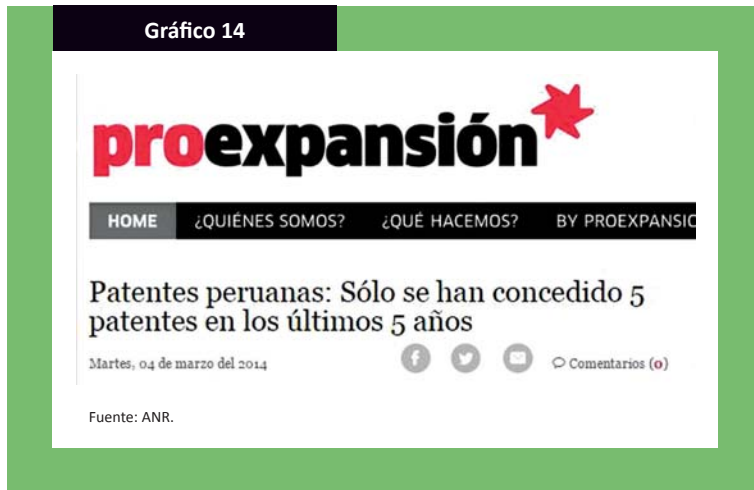 Gráfico 14
proexpansión
HOME ¿QUIÉNES SOMOS? ¿QUÉ HACEMOS? BY PROEXPANSIO
Patentes peruanas: Sólo se han concedido 5
patentes en los últimos 5 años
Martes, 04 de marzo del 2014 Comentarios (0)
Fuente: ANR.